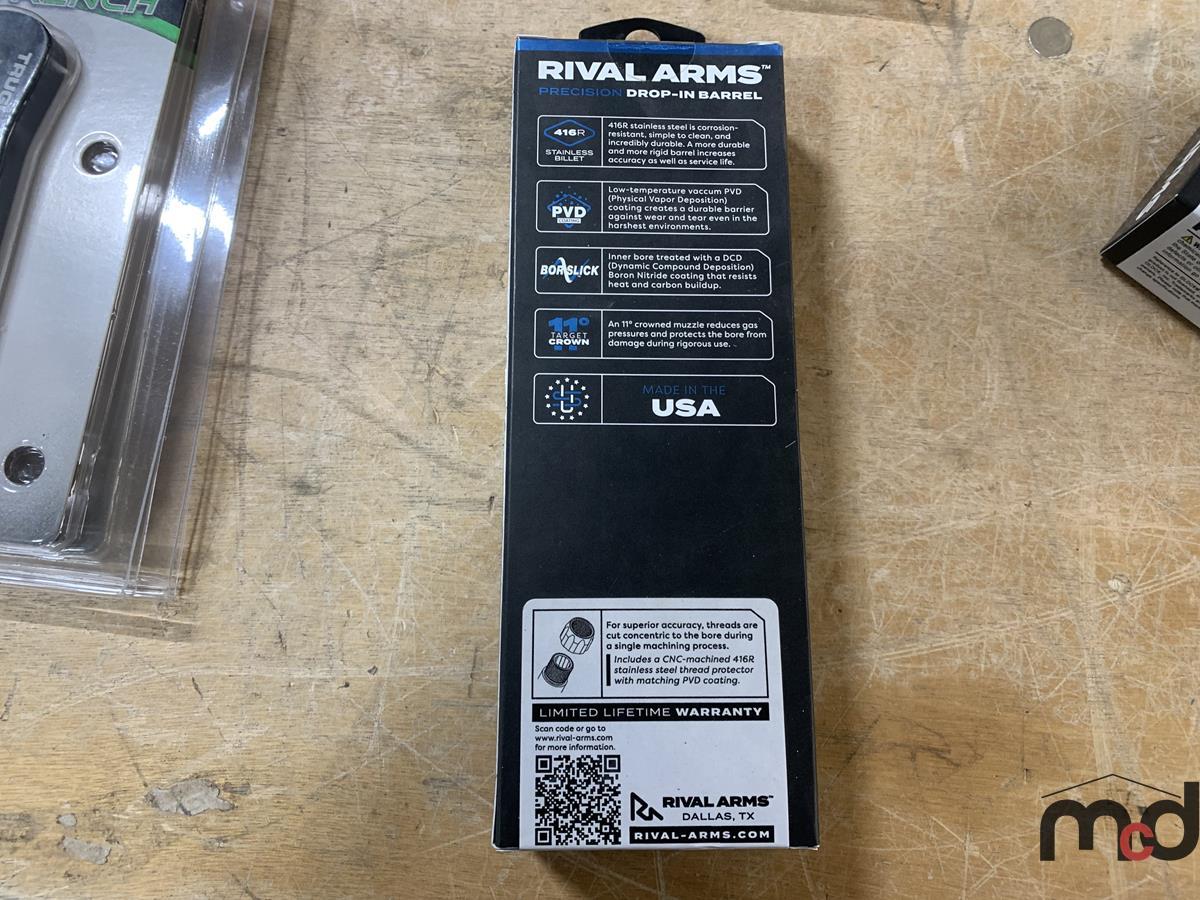 RENCH
TRUG
RIVAL ARMS™
PRECISION DROP-IN BARREL
416R
STAINLESS
BILLET
416R stainless steel is corrosion-
resistant, simple to clean, and
incredibly durable. A more durable
and more rigid barrel increases
accuracy as well as service life.
PVD
COATING
Low-temperature vaccum PVD
(Physical Vapor Deposition)
coating creates a durable barrier
against wear and tear even in the
harshest environments.
BORSLICK
Inner bore treated with a DCD
(Dynamic Compound Deposition)
Boron Nitride coating that resists
heat and carbon buildup.
11°
TARGET
CROWN
An 11° crowned muzzle reduces gas
pressures and protects the bore from
damage during rigorous use.
MADE IN THE
USA
For superior accuracy, threads are
cut concentric to the bore during
a single machining process.
Includes a CNC-machined 416R
stainless steel thread protector
with matching PVD coating.
LIMITED LIFETIME WARRANTY
Scan code or go to
www.rival-arms.com
for more information.
RIVAL ARMS™
DALLAS, TX
RIVAL-ARMS.COM
mcd